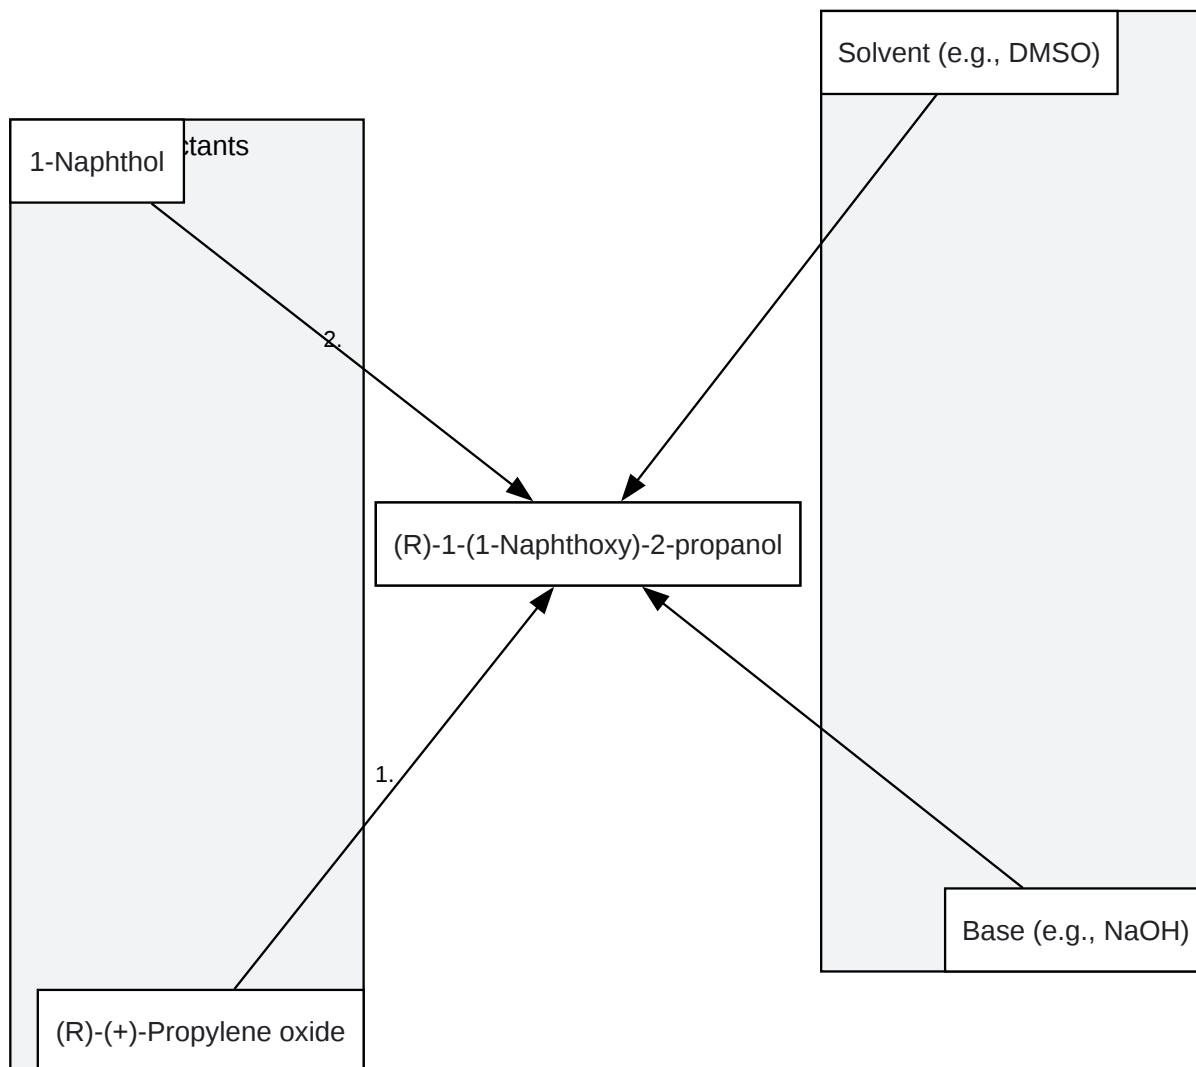 Solvent (e.g., DMSO)
ctants
1-Naphthol
2.
(R)-1-(1-Naphthoxy)-2-propanol
1.
Base (e.g., NaOH)
(R)-(+)-Propylene oxide